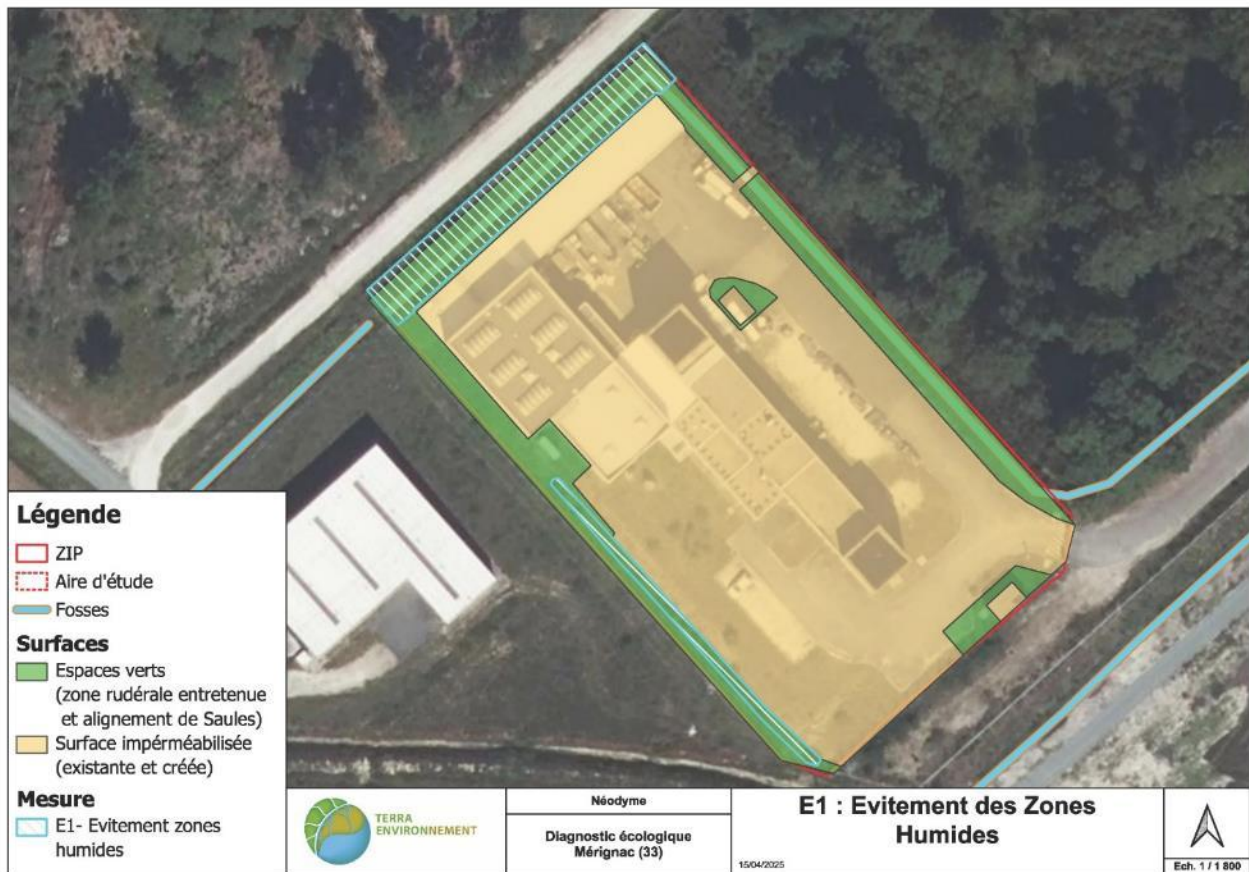 Légende
ZIP
Aire d'étude
Fosses
Surfaces
Espaces verts
(zone rudérale entretenue
et alignement de Saules)
Surface impérméabilisée
(existante et créée)
Mesure
E1- Evitement zones
humides
TERRA
ENVIRONNEMENT
Néodyme
Diagnostic écologique
Mérignac (33)
E1 : Evitement des Zones
Humides
15/04/2025
Ech. 1 / 1 800